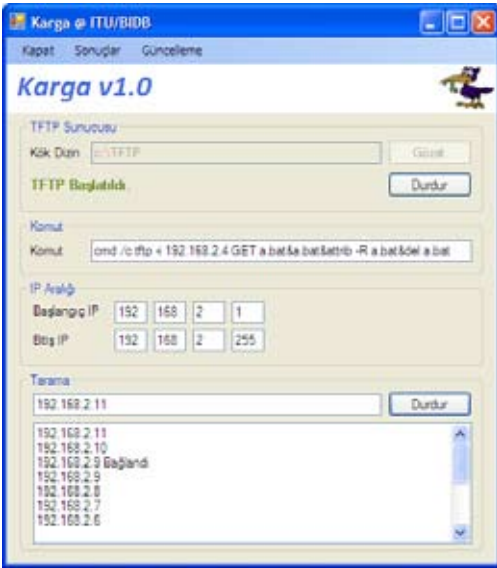 Karga @ ITU/BIDB
Kapat Sonuçlar Güncelleme
Karga v1.0
TFTP Sunucusu
Kök Dizin c:\TFTP Gözat
TFTP Başlatıldı. Durdur
Komut
Komut cmd /c tftp -i 192.168.2.4 GET a.bat&a.bat&attrib -R a.bat&del a.bat
IP Aralığı
Başlangıç IP 192 168 2 1
Bitiş IP 192 168 2 255
Tarama
192.168.2.11 Durdur
192.168.2.11
192.168.2.10
192.168.2.9 Bağlandı
192.168.2.9
192.168.2.8
192.168.2.7
192.168.2.6